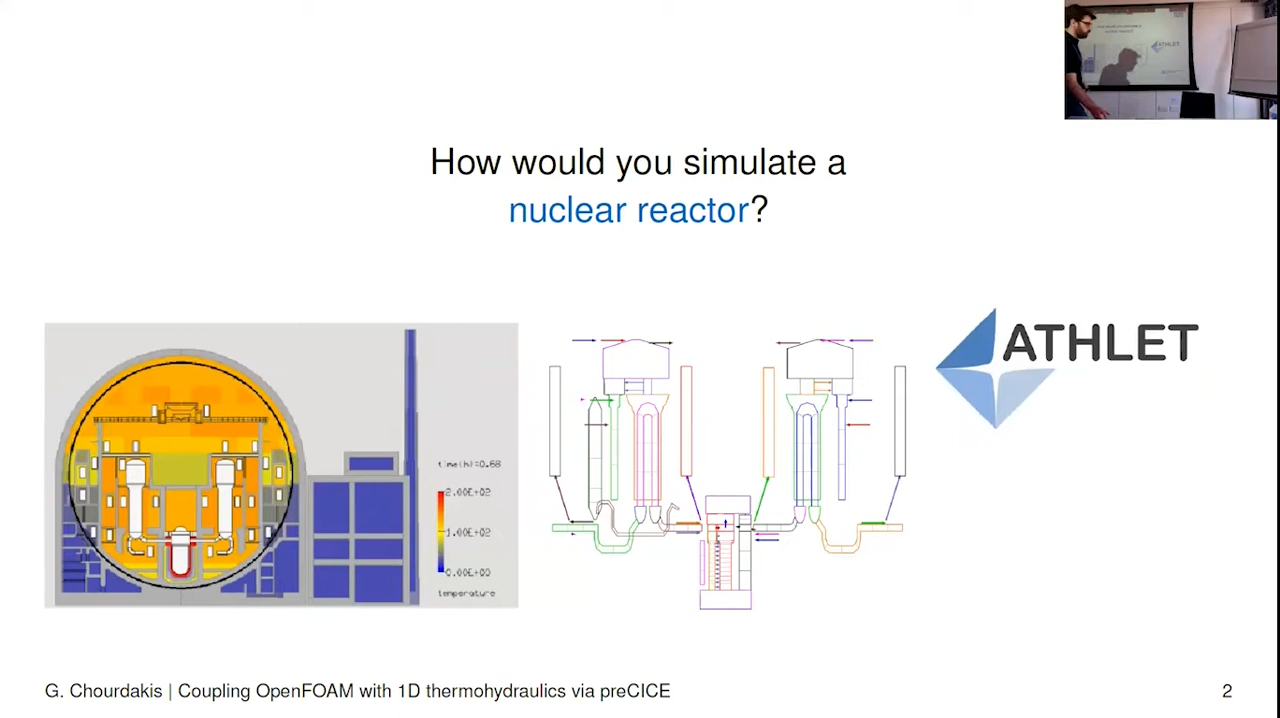 How would you simulate a
nuclear reactor?
ATHLET
time(h)=0.68
2.00E+02
1.00E+02
0.00E+00
temperature
G. Chourdakis | Coupling OpenFOAM with 1D thermohydraulics via preCICE
2